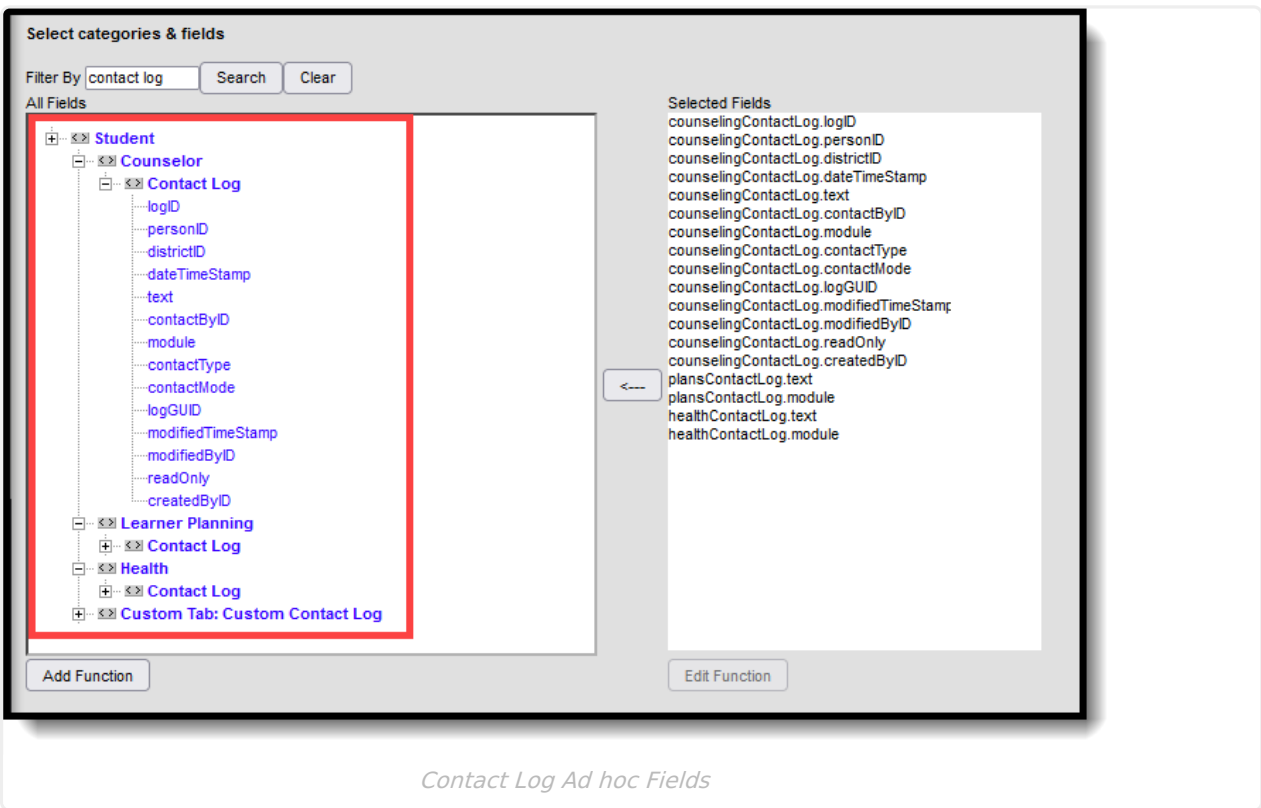 Select categories & fields
Filter By contact log Search Clear
All Fields
Student
Counselor
Contact Log
logID
personID
districtID
dateTimeStamp
text
contactByID
module
contactType
contactMode
logGUID
modifiedTimeStamp
modifiedByID
readOnly
createdByID
Learner Planning
Contact Log
Health
Contact Log
Custom Tab: Custom Contact Log
Add Function
<---
Selected Fields
counselingContactLog.logID
counselingContactLog.personID
counselingContactLog.districtID
counselingContactLog.dateTimeStamp
counselingContactLog.text
counselingContactLog.contactByID
counselingContactLog.module
counselingContactLog.contactType
counselingContactLog.contactMode
counselingContactLog.logGUID
counselingContactLog.modifiedTimeStamp
counselingContactLog.modifiedByID
counselingContactLog.readOnly
counselingContactLog.createdByID
plansContactLog.text
plansContactLog.module
healthContactLog.text
healthContactLog.module
Edit Function
Contact Log Ad hoc Fields